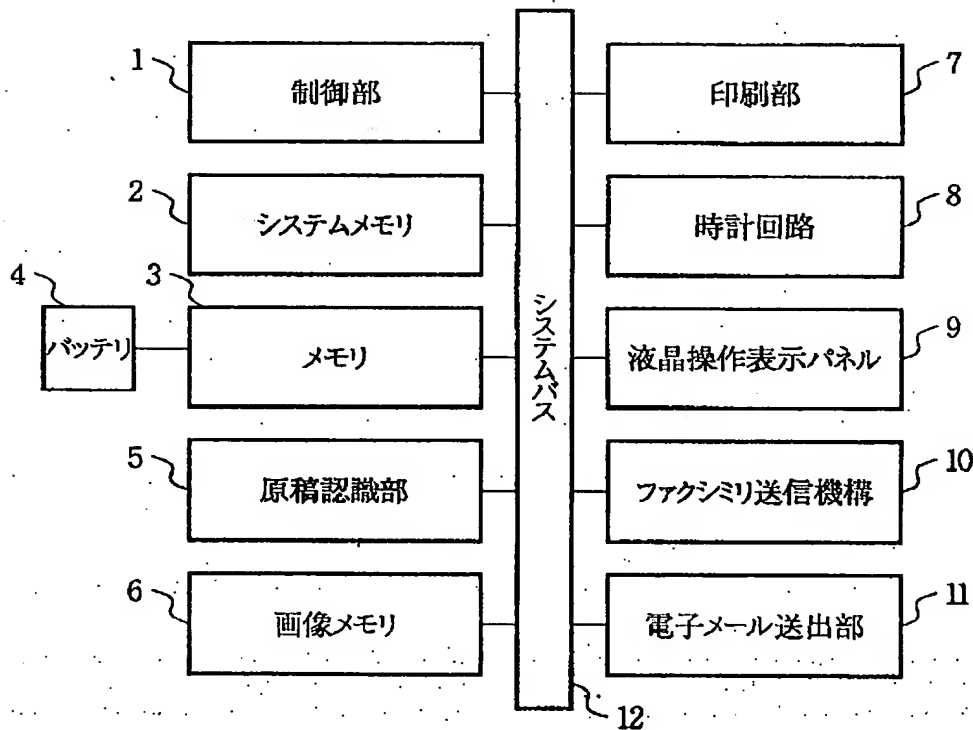 1
制御部
2
システムメモリ
4
バッテリ
3
メモリ
5
原稿認識部
6
画像メモリ
システムバス
12
7
印刷部
8
時計回路
9
液晶操作表示パネル
10
ファクシミリ送信機構
11
電子メール送出部